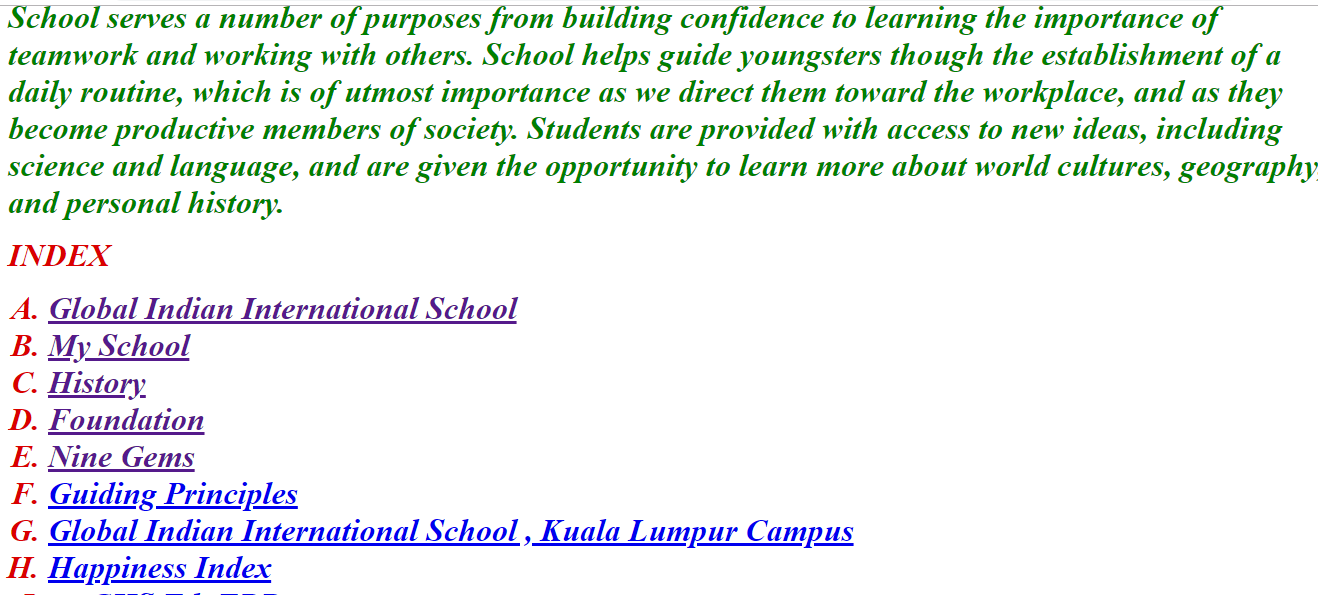 School serves a number of purposes from building confidence to learning the importance of
teamwork and working with others. School helps guide youngsters though the establishment of a
daily routine, which is of utmost importance as we direct them toward the workplace, and as they
become productive members of society. Students are provided with access to new ideas, including
science and language, and are given the opportunity to learn more about world cultures, geography,
and personal history.
INDEX
A. Global Indian International School
B. My School
C. History
D. Foundation
E. Nine Gems
F. Guiding Principles
G. Global Indian International School , Kuala Lumpur Campus
H. Happiness Index